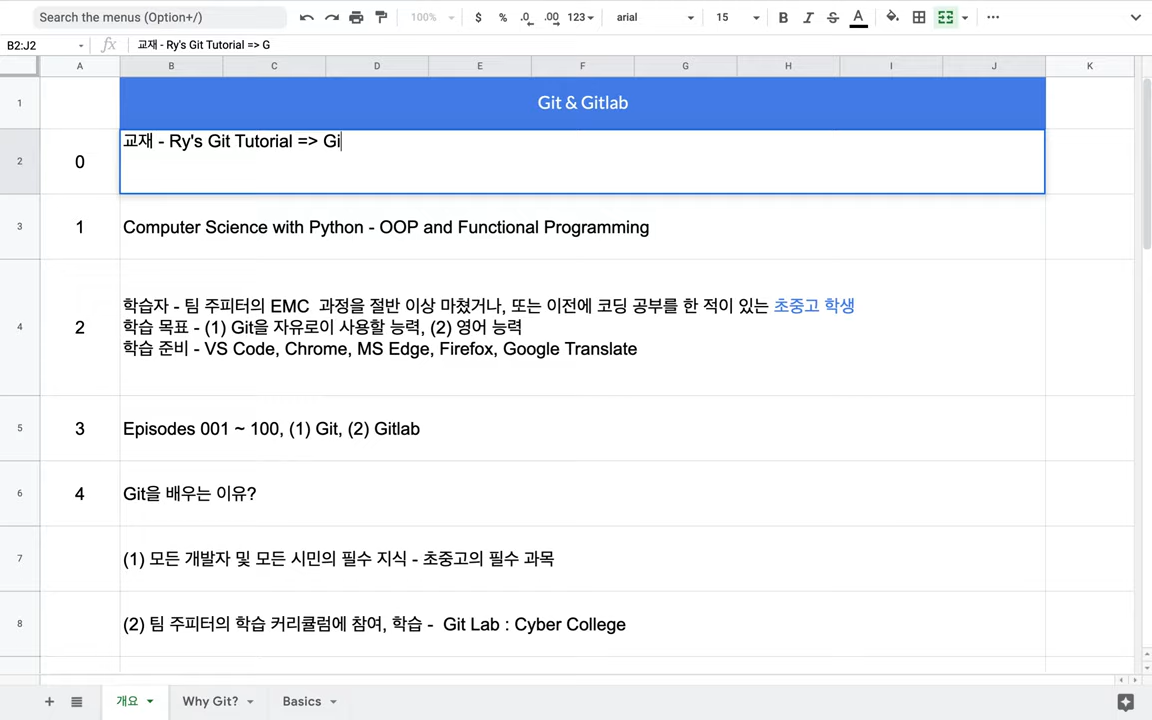 Search the menus (Option+/)
100%
$ % .0 .00 123
arial
15
B I S A
B2:J2
fx 교재 - Ry's Git Tutorial => G
A B C D E F G H I J K
1 Git & Gitlab
2 0 교재 - Ry's Git Tutorial => Gi
3 1 Computer Science with Python - OOP and Functional Programming
학습자 - 팀 주피터의 EMC 과정을 절반 이상 마쳤거나, 또는 이전에 코딩 공부를 한 적이 있는 초중고 학생
4 2 학습 목표 - (1) Git을 자유로이 사용할 능력, (2) 영어 능력
학습 준비 - VS Code, Chrome, MS Edge, Firefox, Google Translate
5 3 Episodes 001 ~ 100, (1) Git, (2) Gitlab
6 4 Git을 배우는 이유?
7 (1) 모든 개발자 및 모든 시민의 필수 지식 - 초중고의 필수 과목
8 (2) 팀 주피터의 학습 커리큘럼에 참여, 학습 - Git Lab : Cyber College
개요 Why Git? Basics